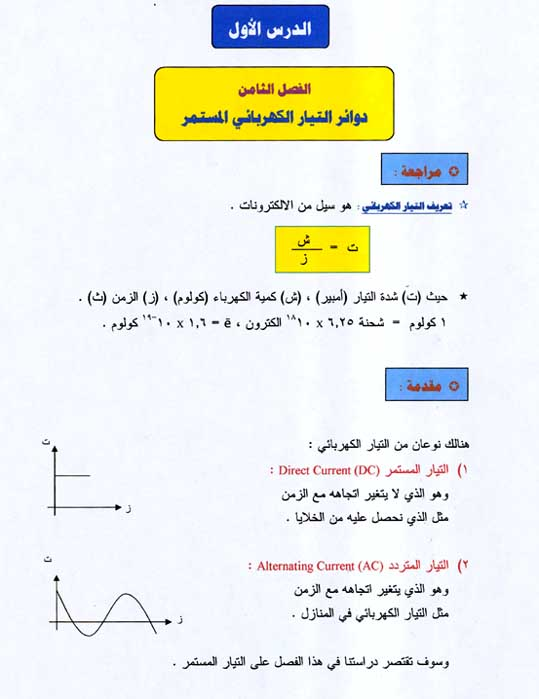 الدرس الأول
الفصل الثامن
دوائر التيار الكهربائي المستمر
مراجعة :
تعريف التيار الكهربائي : هو سيل من الالكترونات .
ت = ش / ز
★ حيث (ت) شدة التيار (أمبير) ، (ش) كمية الكهرباء (كولوم) ، (ز) الزمن (ث) .
١ كولوم = شحنة ٦,٢٥ x ١٠^١٨ الكترون ، ē = ١,٦ x ١٠^-١٩ كولوم .
مقدمة :
هنالك نوعان من التيار الكهربائي :
١) التيار المستمر Direct Current (DC) :
وهو الذي لا يتغير اتجاهه مع الزمن
مثل الذي نحصل عليه من الخلايا .
ت
ز
٢) التيار المتردد Alternating Current (AC) :
وهو الذي يتغير اتجاهه مع الزمن
مثل التيار الكهربائي في المنازل .
ت
ز
وسوف تقتصر دراستنا في هذا الفصل على التيار المستمر .